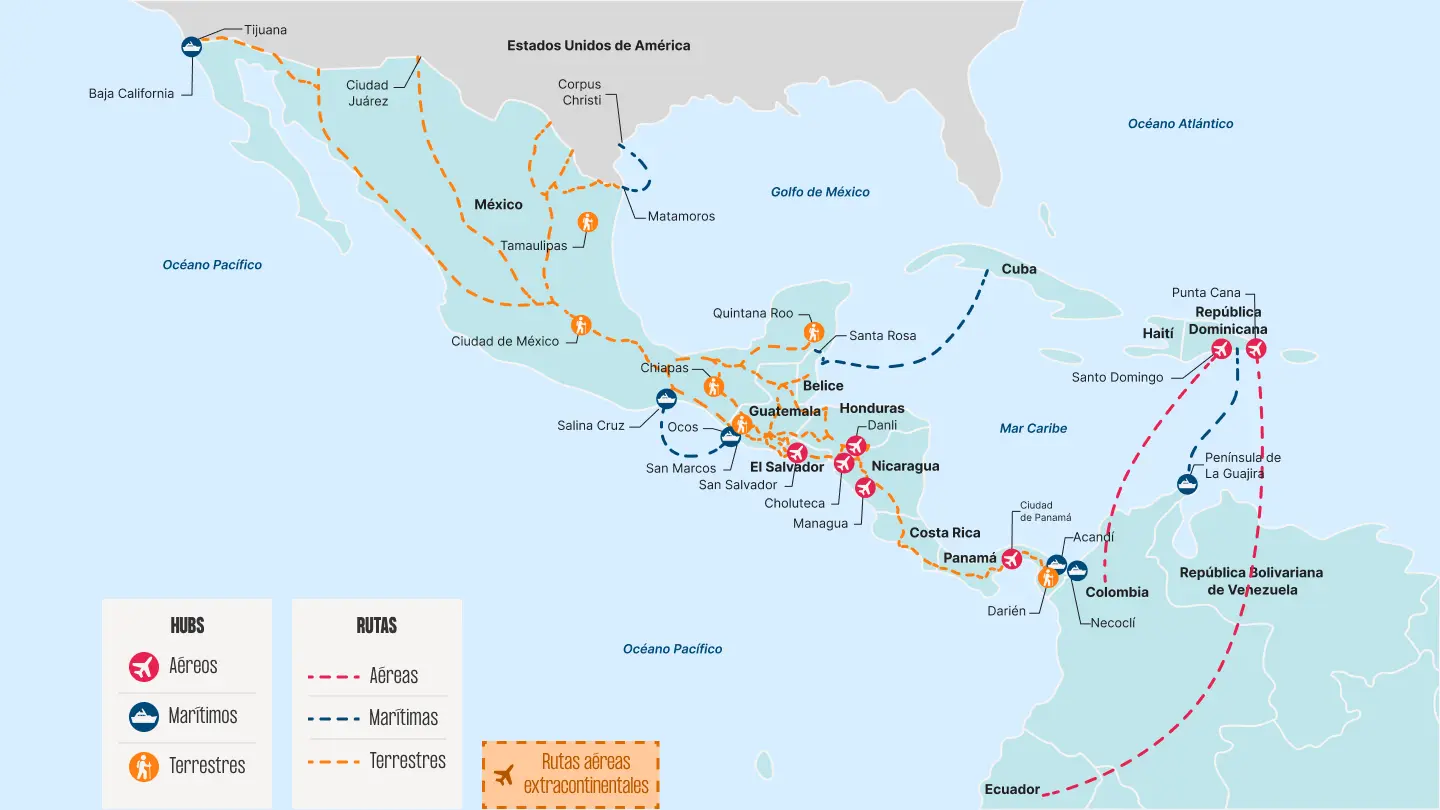 Tijuana
Estados Unidos de América
Baja California
Ciudad
Juárez
Corpus
Christi
Océano Atlántico
Golfo de México
México
Matamoros
Tamaulipas
Océano Pacífico
Cuba
Punta Cana
Quintana Roo
República
Dominicana
Haití
Ciudad de México
Santa Rosa
Chiapas
Santo Domingo
Belice
Guatemala
Honduras
Salina Cruz
Ocos
Danli
Mar Caribe
San Marcos
El Salvador
Nicaragua
Península de
La Guajira
San Salvador
Choluteca
Managua
Ciudad
de Panamá
Costa Rica
Acandí
Panamá
República Bolivariana
de Venezuela
Colombia
Darién
Necoclí
Océano Pacífico
Ecuador
HUBS
Aéreos
Marítimos
Terrestres
RUTAS
Aéreas
Marítimas
Terrestres
Rutas aéreas
extracontinentales